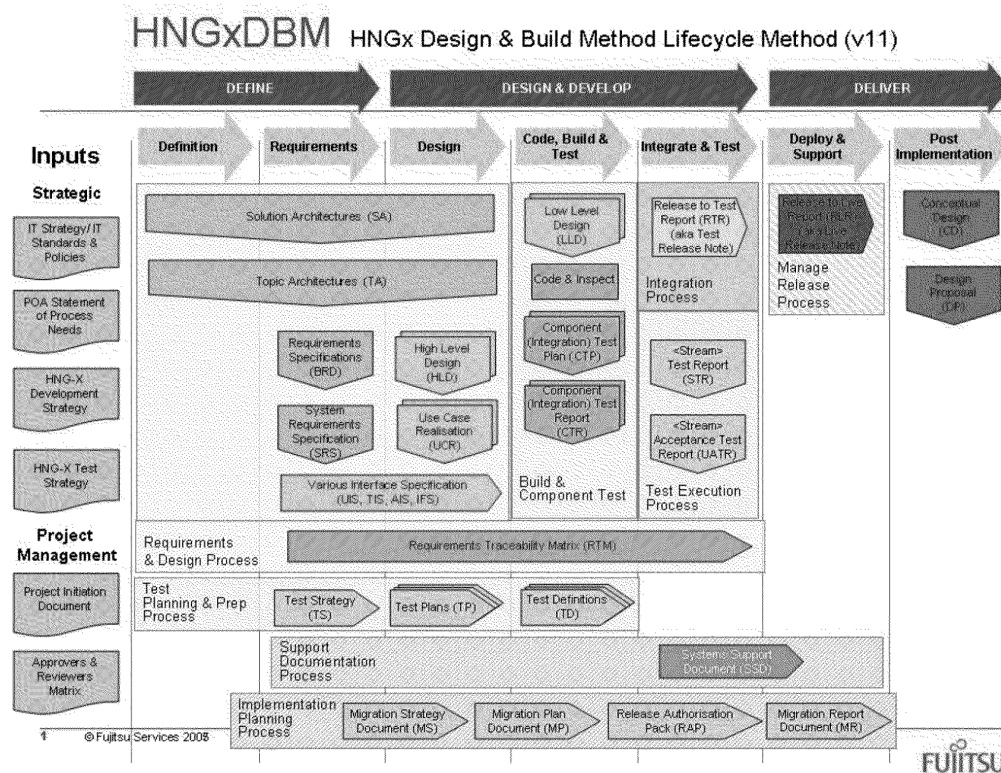 HNGxDBM HNGx Design & Build Method Lifecycle Method (v11)
DEFINE
DESIGN & DEVELOP
DELIVER
Inputs
Definition
Requirements
Design
Code, Build &
Test
Integrate & Test
Deploy &
Support
Post
Implementation
Strategic
IT Strategy/ IT
Standards &
Policies
POA Statement
of Process
Needs
HNG-X
Development
Strategy
HNG-X Test
Strategy
Project
Management
Project Initiation
Document
Approvers &
Reviewers
Matrix
Solution Architectures (SA)
Topic Architectures (TA)
Requirements
Specifications
(BRD)
High Level
Design
(HLD)
System
Requirements
Specification
(SRS)
Use Case
Realisation
(UCR)
Various Interface Specification
(UIS, TIS, AIS, IFS)
Low Level
Design
(LLD)
Code & Inspect
Component
(Integration) Test
Plan (CTP)
Component
(Integration) Test
Report
(CTR)
Build &
Component Test
Release to Test
Report (RTR)
(aka Test
Release Note)
Integration
Process
<Stream>
Test Report
(STR)
<Stream>
Acceptance Test
Report (UATR)
Test Execution
Process
Release to Live
Report (RLR)
(aka Live
Release Note)
Manage
Release
Process
Conceptual
Design
(CD)
Design
Proposal
(DP)
Requirements
& Design Process
Requirements Traceability Matrix (RTM)
Test
Planning & Prep
Process
Test Strategy
(TS)
Test Plans (TP)
Test Definitions
(TD)
Support
Documentation
Process
Systems Support
Document (SSD)
Implementation
Planning
Process
Migration Strategy
Document (MS)
Migration Plan
Document (MP)
Release Authorisation
Pack (RAP)
Migration Report
Document (MR)
© Fujitsu Services
FUJITSU